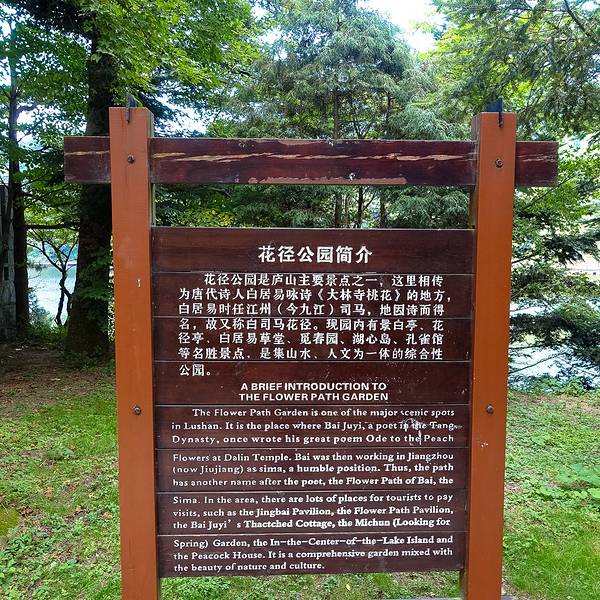 花径公园简介
花径公园是庐山主要景点之一，这里相传
为唐代诗人白居易咏诗《大林寺桃花》的地方，
白居易时任江州（今九江）司马，地因诗而得
名，故又称白司马花径。现园内有景白亭、花
径亭、白居易草堂、觅春园、湖心岛、孔雀馆
等名胜景点，是集山水、人文为一体的综合性
公园。
A BRIEF INTRODUCTION TO
THE FLOWER PATH GARDEN
The Flower Path Garden is one of the major scenic spots
in Lushan. It is the place where Bai Juyi, a poet in the Tang
Dynasty, once wrote his great poem Ode to the Peach
Flowers at Dalin Temple. Bai was then working in Jiangzhou
(now Jiujiang) as sima, a humble position. Thus, the path
has another name after the poet, the Flower Path of Bai, the
Sima. In the area, there are lots of places for tourists to pay
visits, such as the Jingbai Pavilion, the Flower Path Pavilion,
the Bai Juyi’s Thactched Cottage, the Michun (Looking for
Spring) Garden, the In-the-Center-of-the-Lake Island and
the Peacock House. It is a comprehensive garden mixed with
the beauty of nature and culture.